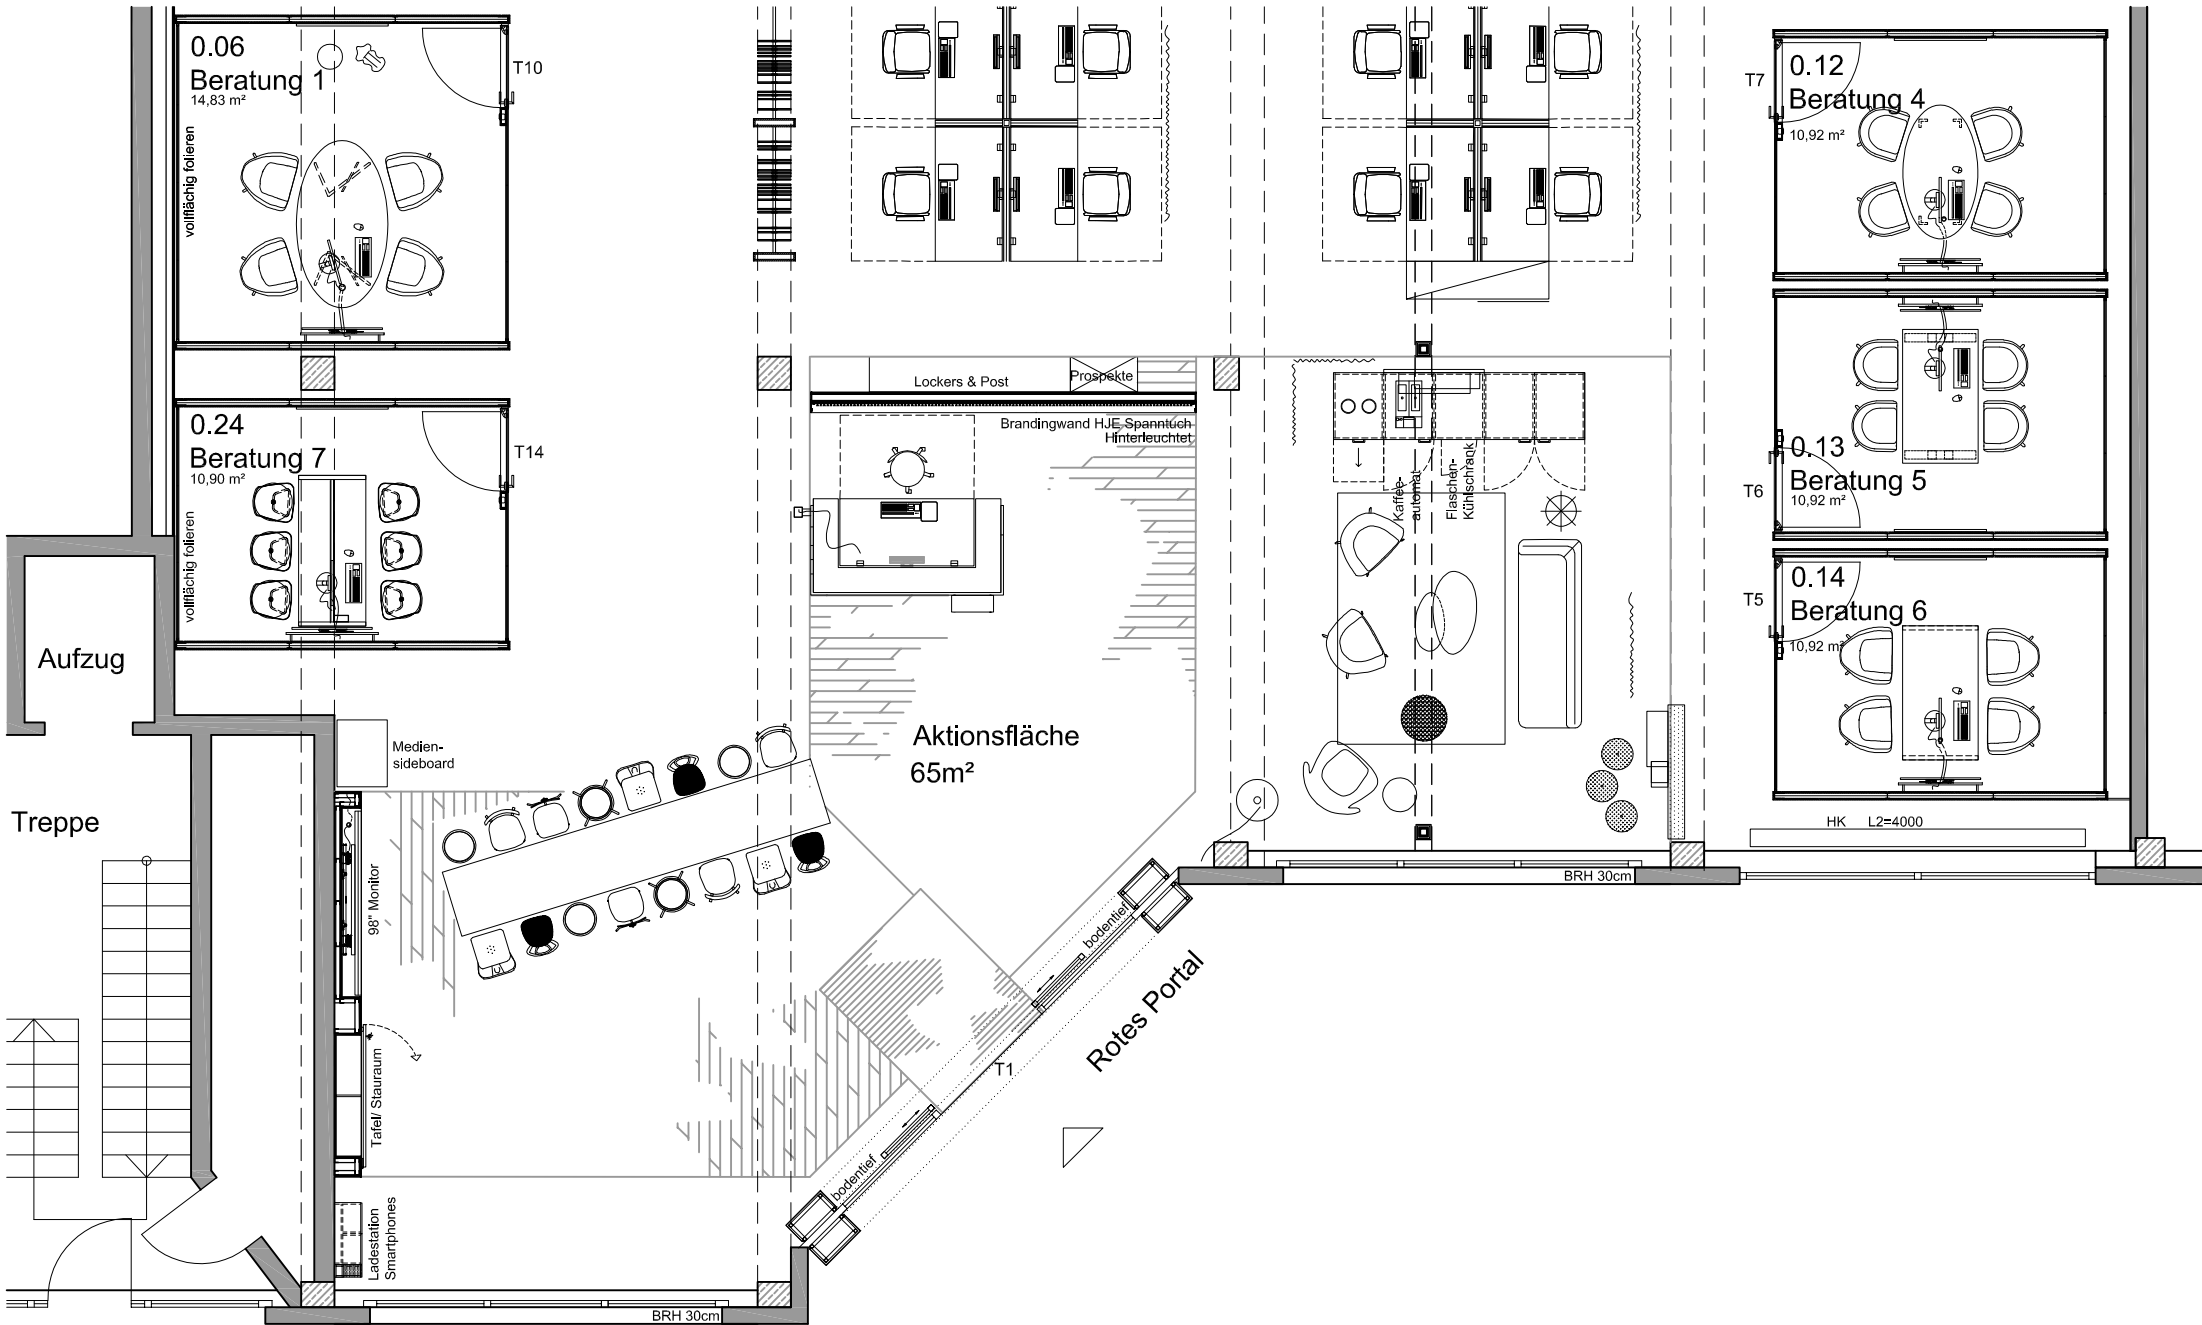 0.06
Beratung 1
14,83 m²
vollflächig folieren
T10
0.12
Beratung 4
10,92 m²
T7
Lockers & Post
Prospekte
Brandingwand HJE Spanntuch
Hinterleuchtet
0.24
Beratung 7
10,90 m²
vollflächig folieren
T14
Kaffee-
automat
Flaschen-
Kühlschrank
0.13
Beratung 5
10,92 m²
T6
0.14
Beratung 6
10,92 m²
T5
Aufzug
Medien-
sideboard
Aktionsfläche
65m²
Treppe
98" Monitor
HK L2=4000
BRH 30cm
bodentief
Rotes Portal
T1
Tafel/ Stauraum
bodentief
Ladestation
Smartphones
BRH 30cm